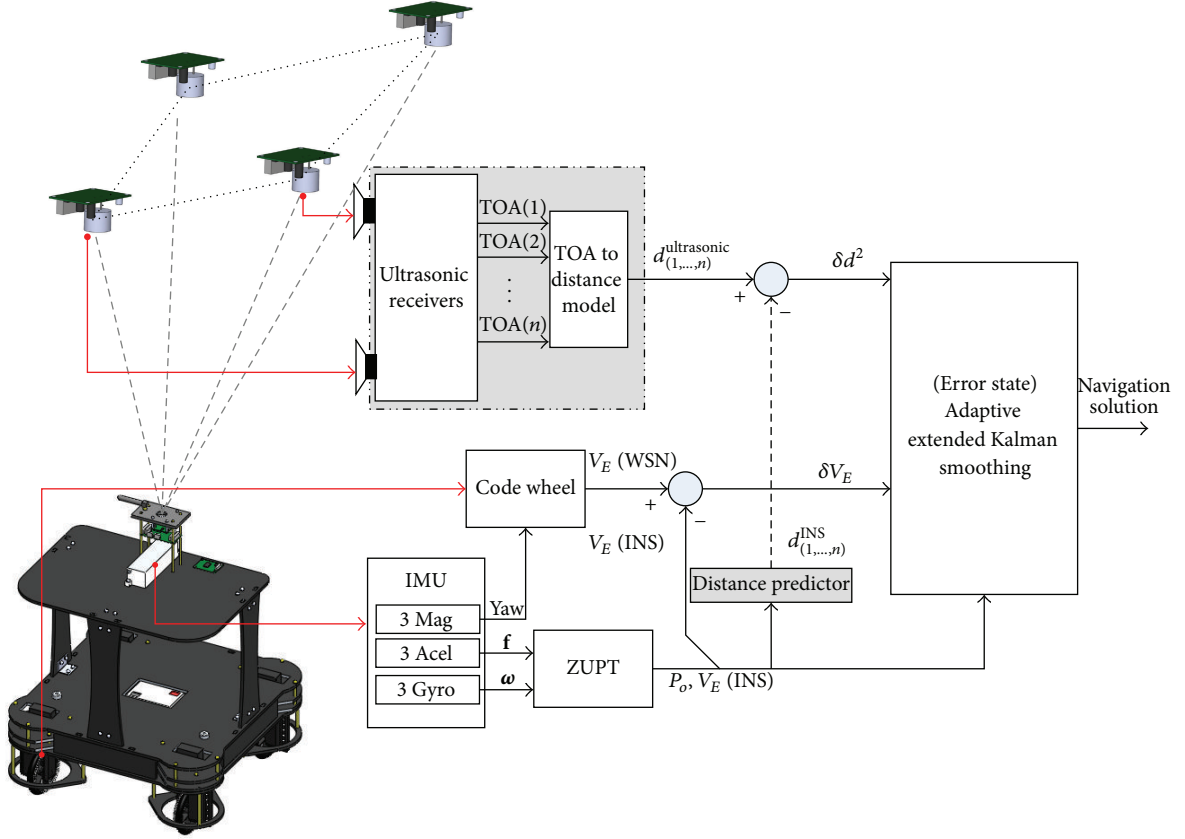 Ultrasonic
receivers
TOA(1)
TOA(2)
⋮
TOA(n)
TOA to
distance
model
d^{ultrasonic}_{(1,...,n)}
+
−
δd²
(Error state)
Adaptive
extended Kalman
smoothing
Navigation
solution
Code wheel
V_E (WSN)
+
−
δV_E
V_E (INS)
d^{INS}_{(1,...,n)}
Distance predictor
IMU
3 Mag
3 Acel
3 Gyro
Yaw
f
ω
ZUPT
P_o, V_E (INS)